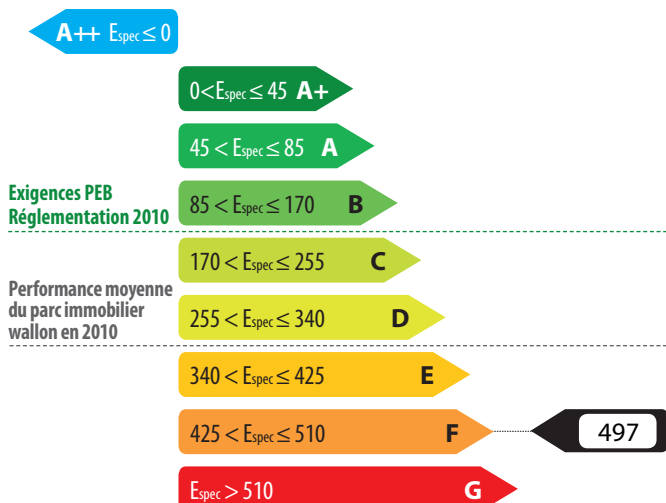 A++ Espec ≤ 0
0<Espec ≤ 45 A+
45 < Espec ≤ 85 A
Exigences PEB
Réglementation 2010
85 < Espec ≤ 170 B
170 < Espec ≤ 255 C
Performance moyenne
du parc immobilier
wallon en 2010
255 < Espec ≤ 340 D
340 < Espec ≤ 425 E
425 < Espec ≤ 510 F 497
Espec > 510 G